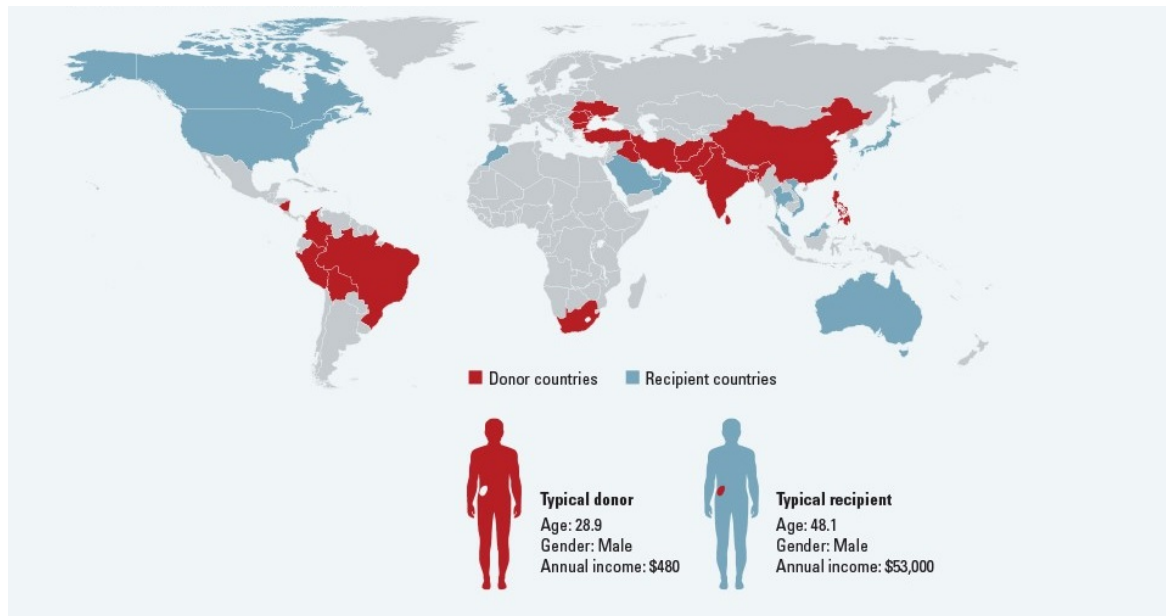 Donor countries
Recipient countries
Typical donor
Age: 28.9
Gender: Male
Annual income: $480
Typical recipient
Age: 48.1
Gender: Male
Annual income: $53,000